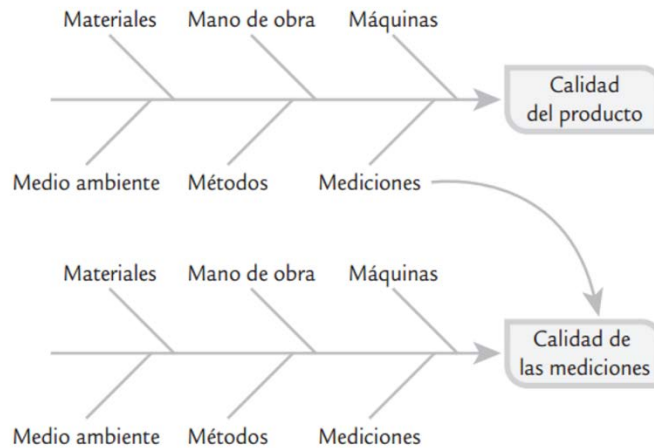 Materiales
Mano de obra
Máquinas
Calidad
del producto
Medio ambiente
Métodos
Mediciones
Materiales
Mano de obra
Máquinas
Calidad de
las mediciones
Medio ambiente
Métodos
Mediciones